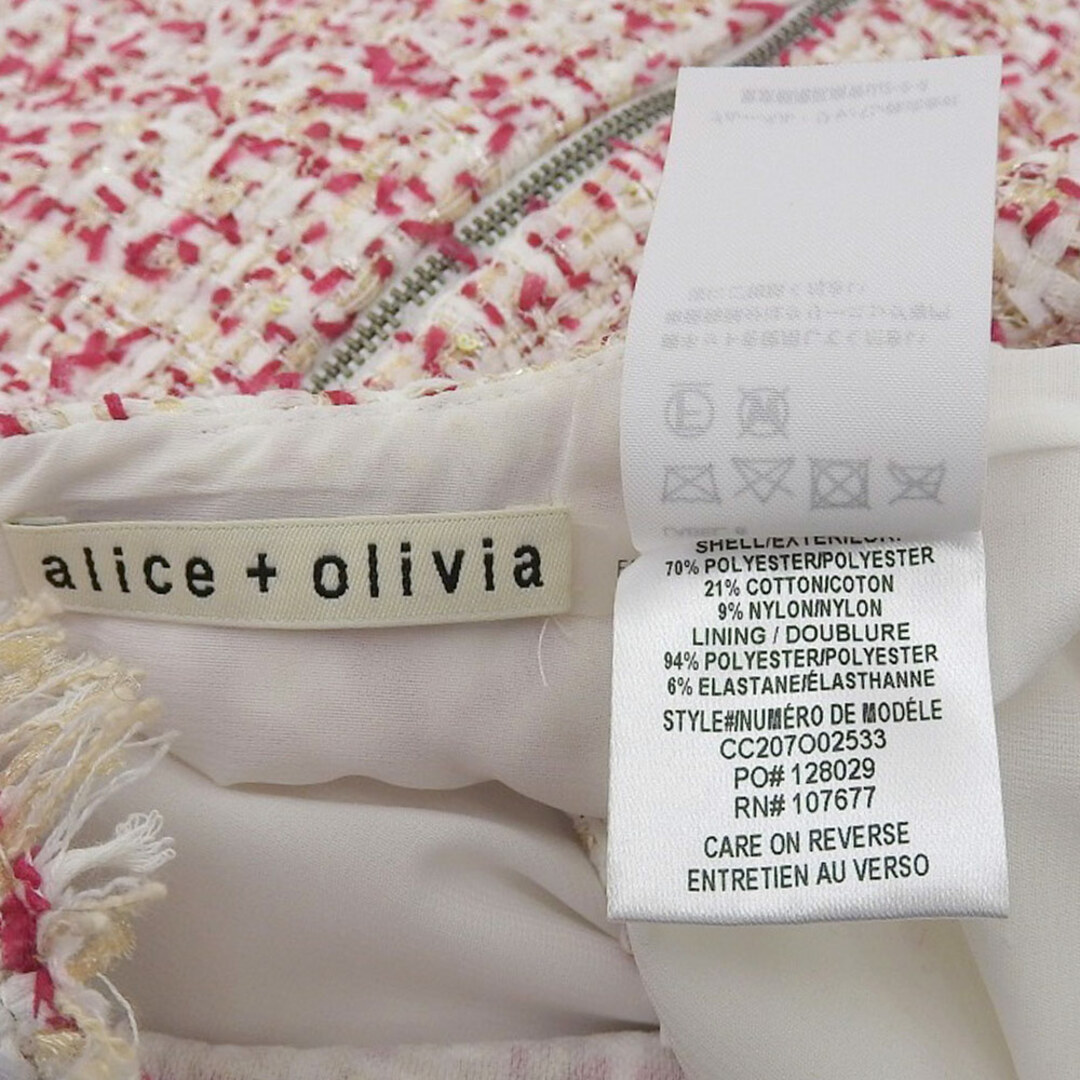 alice + olivia
SHELL/EXTERIEUR:
70% POLYESTER/POLYESTER
21% COTTON/COTON
9% NYLON/NYLON
LINING / DOUBLURE
94% POLYESTER/POLYESTER
6% ELASTANE/ÉLASTHANNE
STYLE#/NUMÉRO DE MODÉLE
CC207O02533
PO# 128029
RN# 107677
CARE ON REVERSE
ENTRETIEN AU VERSO